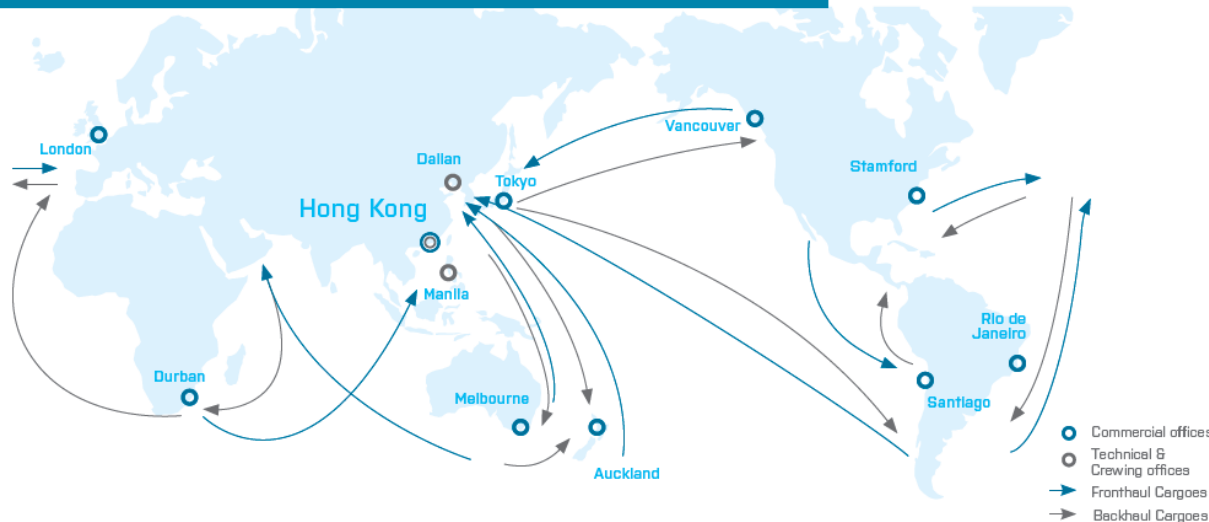 London
Dalian
Tokyo
Hong Kong
Manila
Durban
Melbourne
Auckland
Vancouver
Stamford
Rio de
Janeiro
Santiago
Commercial offices
Technical &
Crewing offices
Fronthaul Cargoes
Backhaul Cargoes